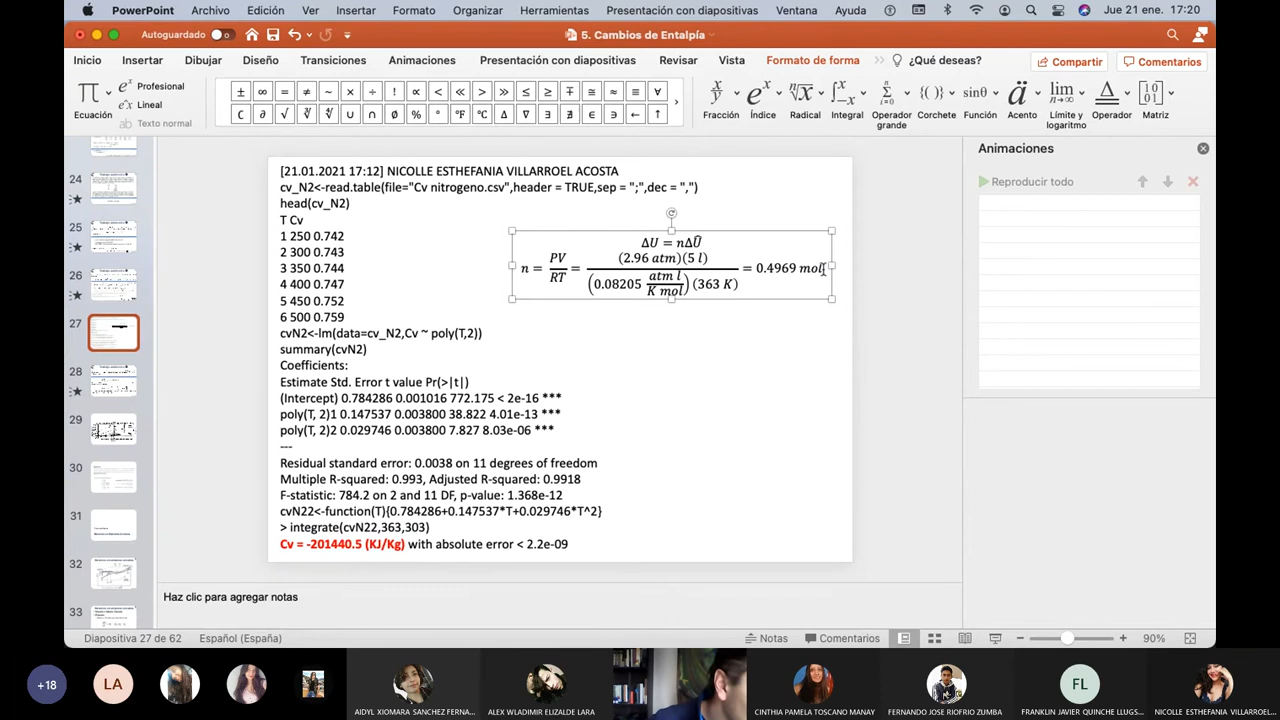 PowerPoint Archivo Edición Ver Insertar Formato Organizar Herramientas Presentación con diapositivas Ventana Ayuda Jue 21 ene. 17:20
Autoguardado 5. Cambios de Entalpía
Inicio Insertar Dibujar Diseño Transiciones Animaciones Presentación con diapositivas Revisar Vista Formato de forma >> ¿Qué deseas? Compartir Comentarios
Ecuación
Profesional
Lineal
Texto normal
± ∞ = ≠ ~ × ÷ ! ∝ < ≪ > ≫ ≤ ≥ ∓ ≅ ≈ ≡ ∀
∁ ∂ √ ∛ ∜ ∪ ∩ ∅ % ° °F °C ∆ ∇ ∃ ∄ ∈ ∋ ← ↑
Fracción Índice Radical Integral Operador grande Corchete Función Acento Límite y logaritmo Operador Matriz
24
25
26
27
28
29
30
31
32
33
[21.01.2021 17:12] NICOLLE ESTHEFANIA VILLARROEL ACOSTA
cv_N2<-read.table(file="Cv nitrogeno.csv",header = TRUE,sep = ";",dec = ",")
head(cv_N2)
T Cv
1 250 0.742
2 300 0.743
3 350 0.744
4 400 0.747
5 450 0.752
6 500 0.759
cvN2<-lm(data=cv_N2,Cv ~ poly(T,2))
summary(cvN2)
Coefficients:
Estimate Std. Error t value Pr(>|t|)
(Intercept) 0.784286 0.001016 772.175 < 2e-16 ***
poly(T, 2)1 0.147537 0.003800 38.822 4.01e-13 ***
poly(T, 2)2 0.029746 0.003800 7.827 8.03e-06 ***
---
Residual standard error: 0.0038 on 11 degrees of freedom
Multiple R-squared: 0.993, Adjusted R-squared: 0.9918
F-statistic: 784.2 on 2 and 11 DF, p-value: 1.368e-12
cvN22<-function(T){0.784286+0.147537*T+0.029746*T^2}
> integrate(cvN22,363,303)
Cv = -201440.5 (KJ/Kg) with absolute error < 2.2e-09
ΔU = nΔÛ
n = PV/RT = (2.96 atm)(5 l) / (0.08205 atm l/K mol)(363 K) = 0.4969 mol
Animaciones
Reproducir todo
Haz clic para agregar notas
Diapositiva 27 de 62 Español (España) Notas Comentarios 90%
+18
LA
AIDYL XIOMARA SANCHEZ FERNA...
ALEX WLADIMIR ELIZALDE LARA
CINTHIA PAMELA TOSCANO MANAY
FERNANDO JOSE RIOFRIO ZUMBA
FL
FRANKLIN JAVIER QUINCHE LLUGS...
NICOLLE ESTHEFANIA VILLARROEL...